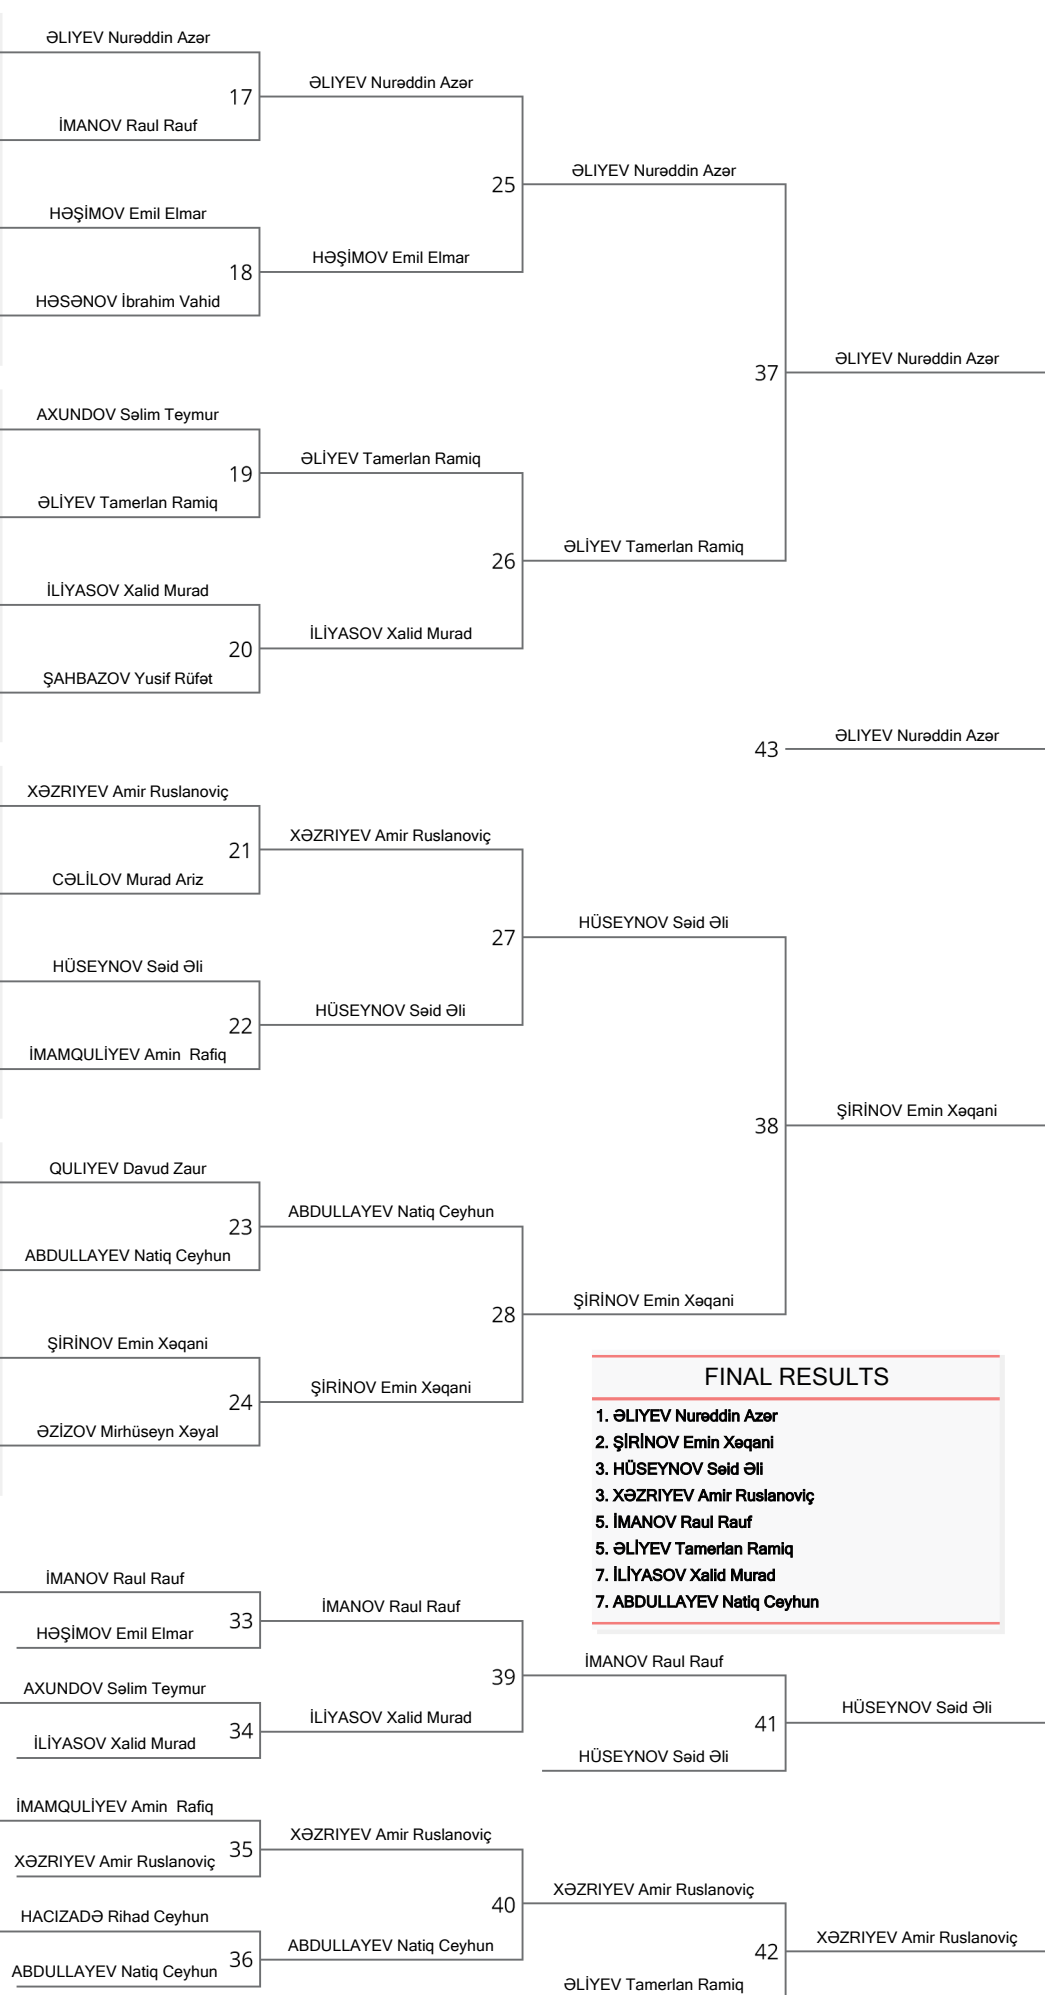 ƏLIYEV Nurəddin Azər
17
ƏLIYEV Nurəddin Azər
İMANOV Raul Rauf
25
ƏLIYEV Nurəddin Azər
HƏŞİMOV Emil Elmar
18
HƏŞİMOV Emil Elmar
HƏSƏNOV İbrahim Vahid
37
ƏLIYEV Nurəddin Azər
AXUNDOV Səlim Teymur
19
ƏLİYEV Tamerlan Ramiq
ƏLİYEV Tamerlan Ramiq
26
ƏLİYEV Tamerlan Ramiq
İLİYASOV Xalid Murad
20
İLİYASOV Xalid Murad
ŞAHBAZOV Yusif Rüfət
43
ƏLIYEV Nurəddin Azər
XƏZRIYEV Amir Ruslanoviç
21
XƏZRIYEV Amir Ruslanoviç
CƏLİLOV Murad Ariz
27
HÜSEYNOV Səid Əli
HÜSEYNOV Səid Əli
22
HÜSEYNOV Səid Əli
İMAMQULİYEV Amin  Rafiq
38
ŞİRİNOV Emin Xəqani
QULIYEV Davud Zaur
23
ABDULLAYEV Natiq Ceyhun
ABDULLAYEV Natiq Ceyhun
28
ŞİRİNOV Emin Xəqani
ŞİRİNOV Emin Xəqani
24
ŞİRİNOV Emin Xəqani
ƏZİZOV Mirhüseyn Xəyal
FINAL RESULTS
1. ƏLIYEV Nurəddin Azər
2. ŞİRİNOV Emin Xəqani
3. HÜSEYNOV Səid Əli
3. XƏZRIYEV Amir Ruslanoviç
5. İMANOV Raul Rauf
5. ƏLİYEV Tamerlan Ramiq
7. İLİYASOV Xalid Murad
7. ABDULLAYEV Natiq Ceyhun
İMANOV Raul Rauf
33
İMANOV Raul Rauf
HƏŞİMOV Emil Elmar
39
İMANOV Raul Rauf
AXUNDOV Səlim Teymur
34
İLİYASOV Xalid Murad
İLİYASOV Xalid Murad
41
HÜSEYNOV Səid Əli
HÜSEYNOV Səid Əli
İMAMQULİYEV Amin  Rafiq
35
XƏZRIYEV Amir Ruslanoviç
XƏZRIYEV Amir Ruslanoviç
40
XƏZRIYEV Amir Ruslanoviç
HACIZADƏ Rihad Ceyhun
36
ABDULLAYEV Natiq Ceyhun
ABDULLAYEV Natiq Ceyhun
42
XƏZRIYEV Amir Ruslanoviç
ƏLİYEV Tamerlan Ramiq